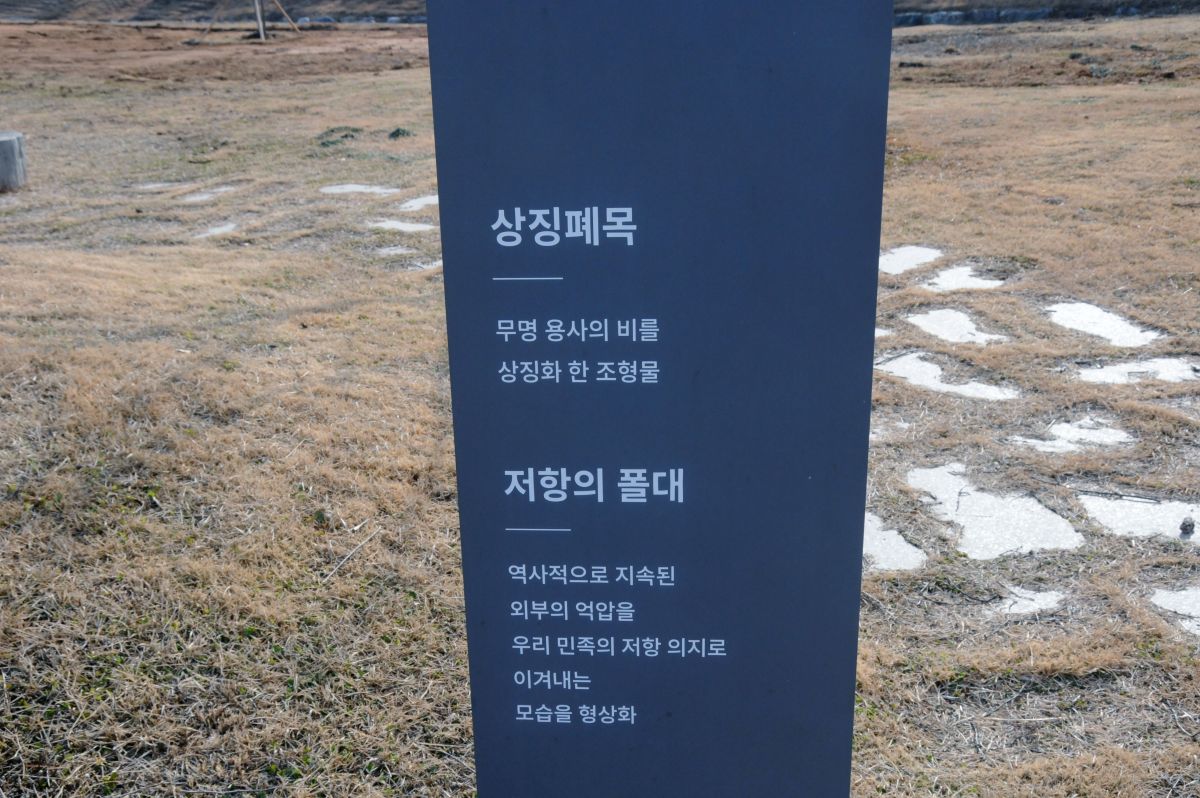 상징폐목
무명 용사의 비를
상징화 한 조형물
저항의 폴대
역사적으로 지속된
외부의 억압을
우리 민족의 저항 의지로
이겨내는
모습을 형상화